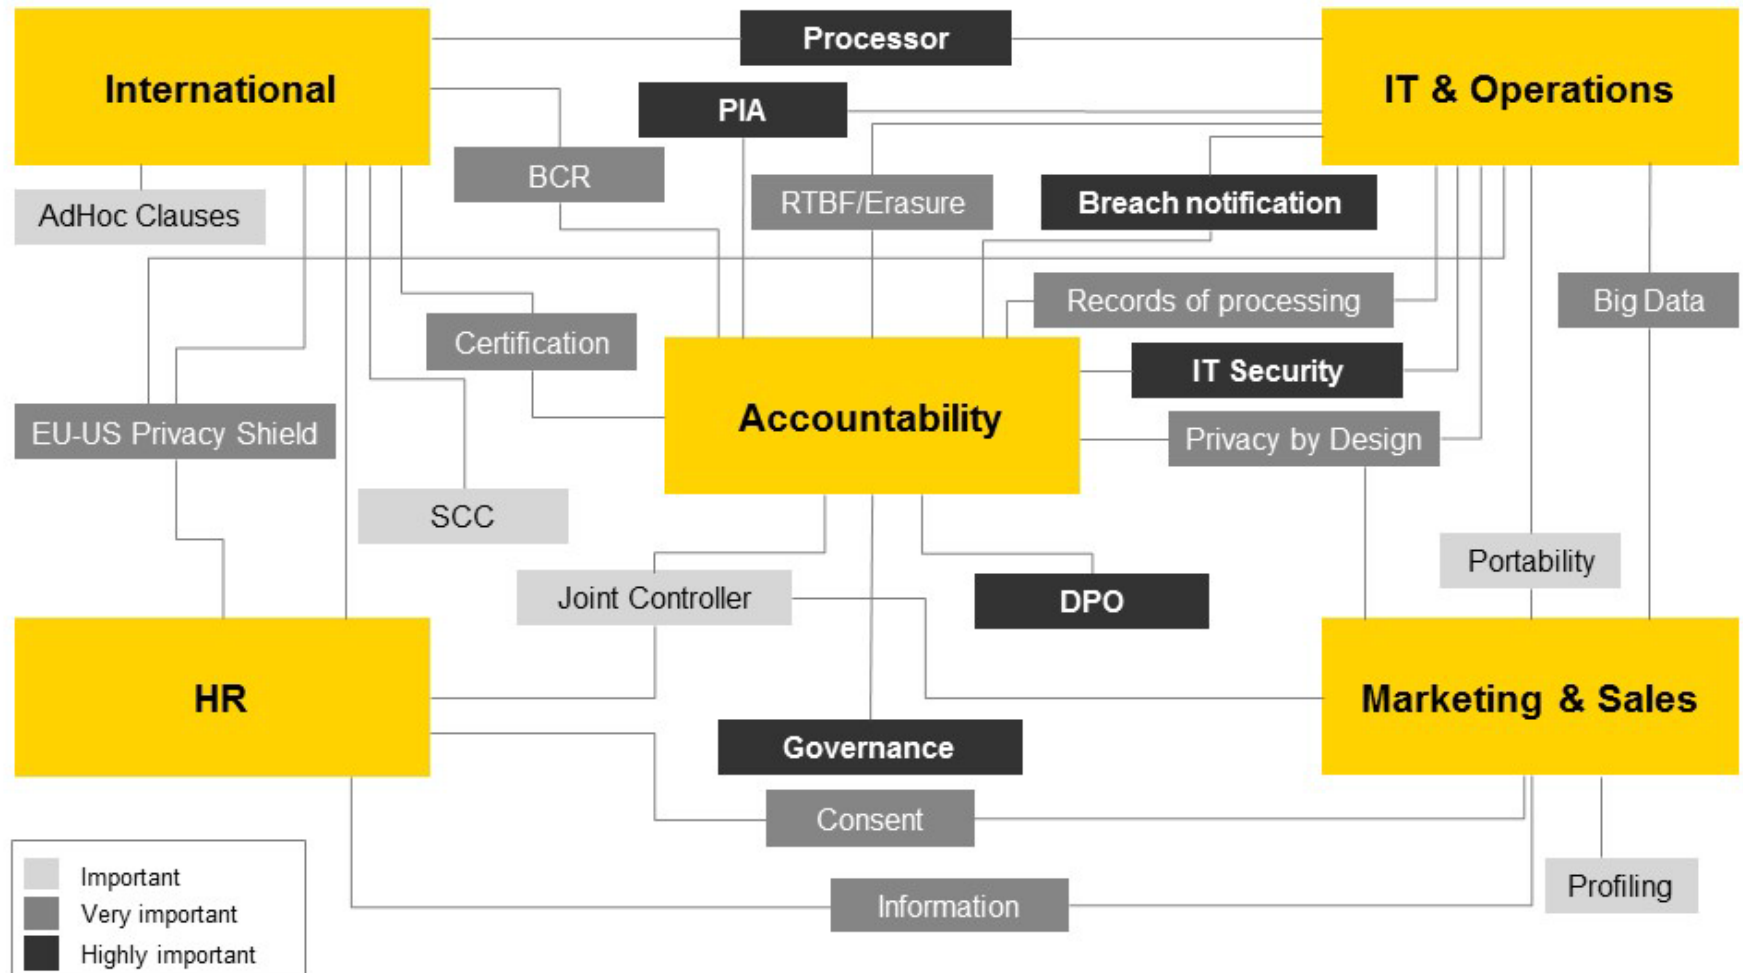 Processor
International
IT & Operations
PIA
BCR
RTBF/Erasure
Breach notification
AdHoc Clauses
Records of processing
Big Data
Certification
IT Security
Accountability
EU-US Privacy Shield
Privacy by Design
SCC
Portability
Joint Controller
DPO
HR
Marketing & Sales
Governance
Consent
Important
Profiling
Information
Very important
Highly important